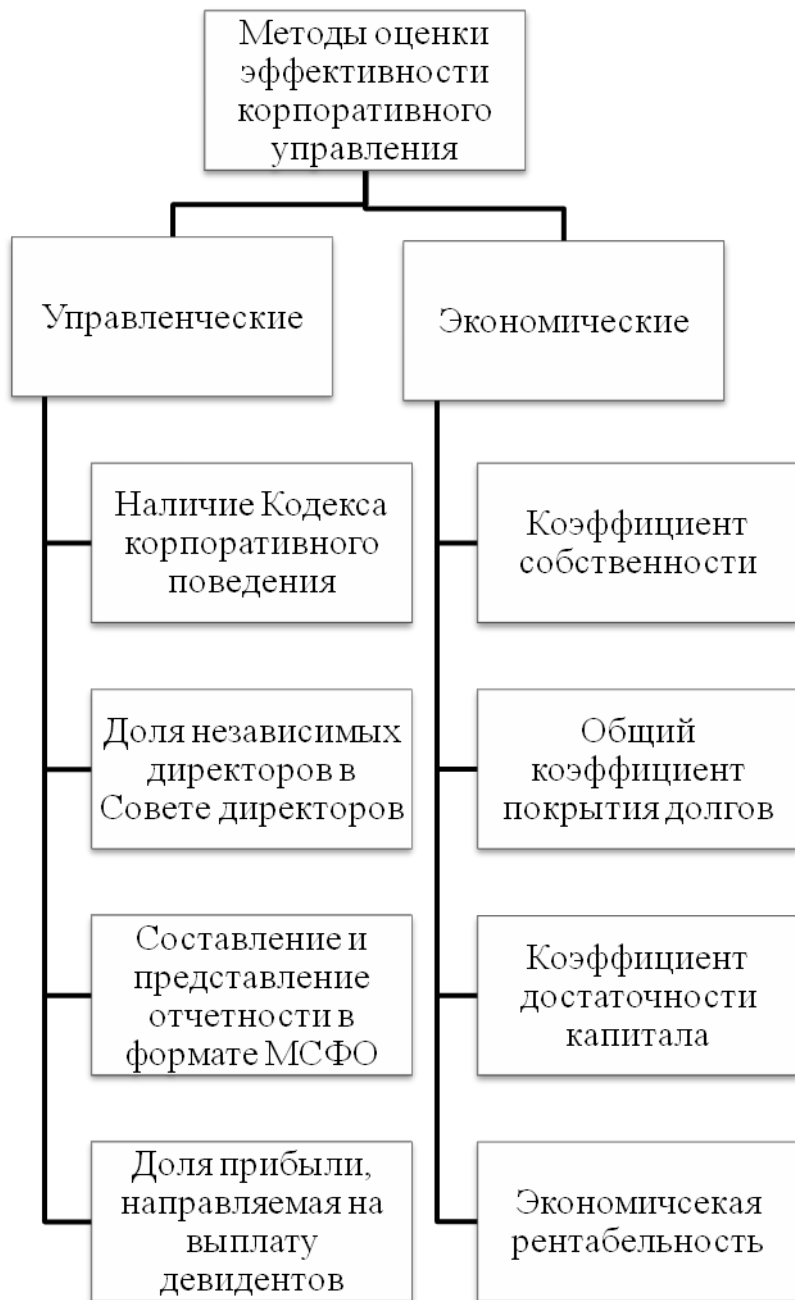 Методы оценки
эффективности
корпоративного
управления
Управленческие
Экономические
Наличие Кодекса
корпоративного
поведения
Доля независимых
директоров в
Совете директоров
Составление и
представление
отчетности в
формате МСФО
Доля прибыли,
направляемая на
выплату
девидентов
Коэффициент
собственности
Общий
коэффициент
покрытия долгов
Коэффициент
достаточности
капитала
Экономичсекая
рентабельность